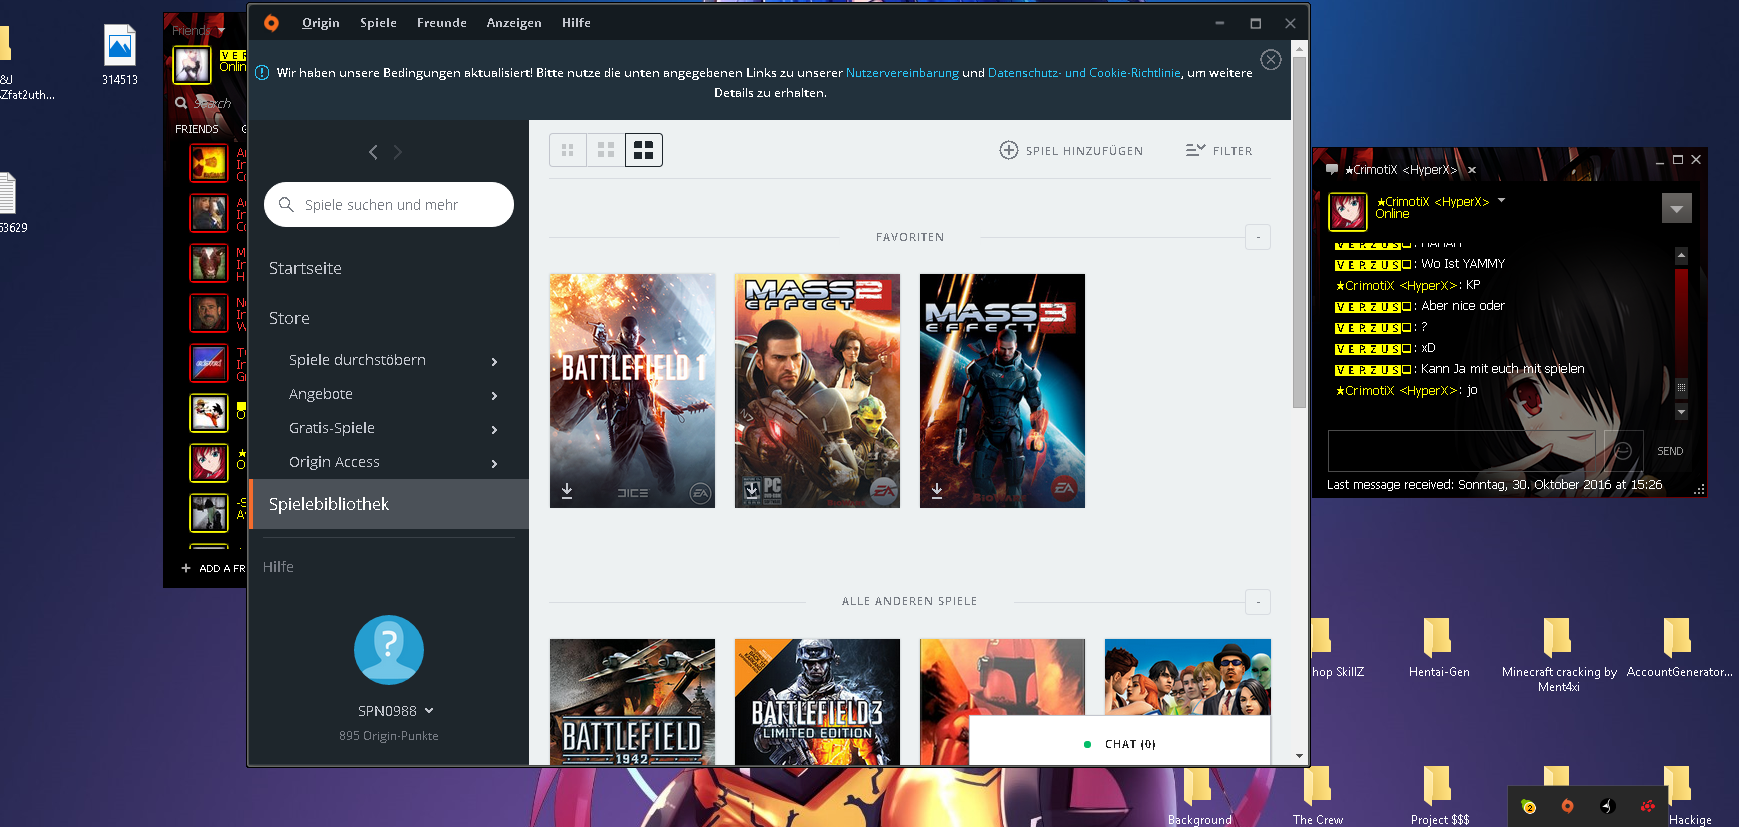 Origin Spiele Freunde Anzeigen Hilfe
Wir haben unsere Bedingungen aktualisiert! Bitte nutze die unten angegebenen Links zu unserer Nutzervereinbarung und Datenschutz- und Cookie-Richtlinie, um weitere
Details zu erhalten.
Spiele suchen und mehr
Startseite
Store
Spiele durchstöbern
Angebote
Gratis-Spiele
Origin Access
Spielebibliothek
Hilfe
SPN0988
895 Origin-Punkte
SPIEL HINZUFÜGEN
FILTER
FAVORITEN
BATTLEFIELD 1
DICE EA
MASS 2
EFFECT
N7
PC
EA
MASS 3
EFFECT
BIOWARE EA
ALLE ANDEREN SPIELE
BATTLEFIELD
1942
BATTLEFIELD 3
LIMITED EDITION
CHAT (0)
Friends
VER
Onlin
Search
FRIENDS G
ADD A FR
314513
&J
Zfat2uth...
63629
★CrimotiX <HyperX>
★CrimotiX <HyperX>
Online
VERZUS: HAHAH
VERZUS: Wo Ist YAMMY
★CrimotiX <HyperX>: KP
VERZUS: Aber nice oder
VERZUS: ?
VERZUS: xD
VERZUS: Kann Ja mit euch mit spielen
★CrimotiX <HyperX>: jo
SEND
Last message received: Sonntag, 30. Oktober 2016 at 15:26
hop SkillZ
Hentai-Gen
Minecraft cracking by
Ment4xi
AccountGenerator...
Background
The Crew
Project $$$
Hackige
2